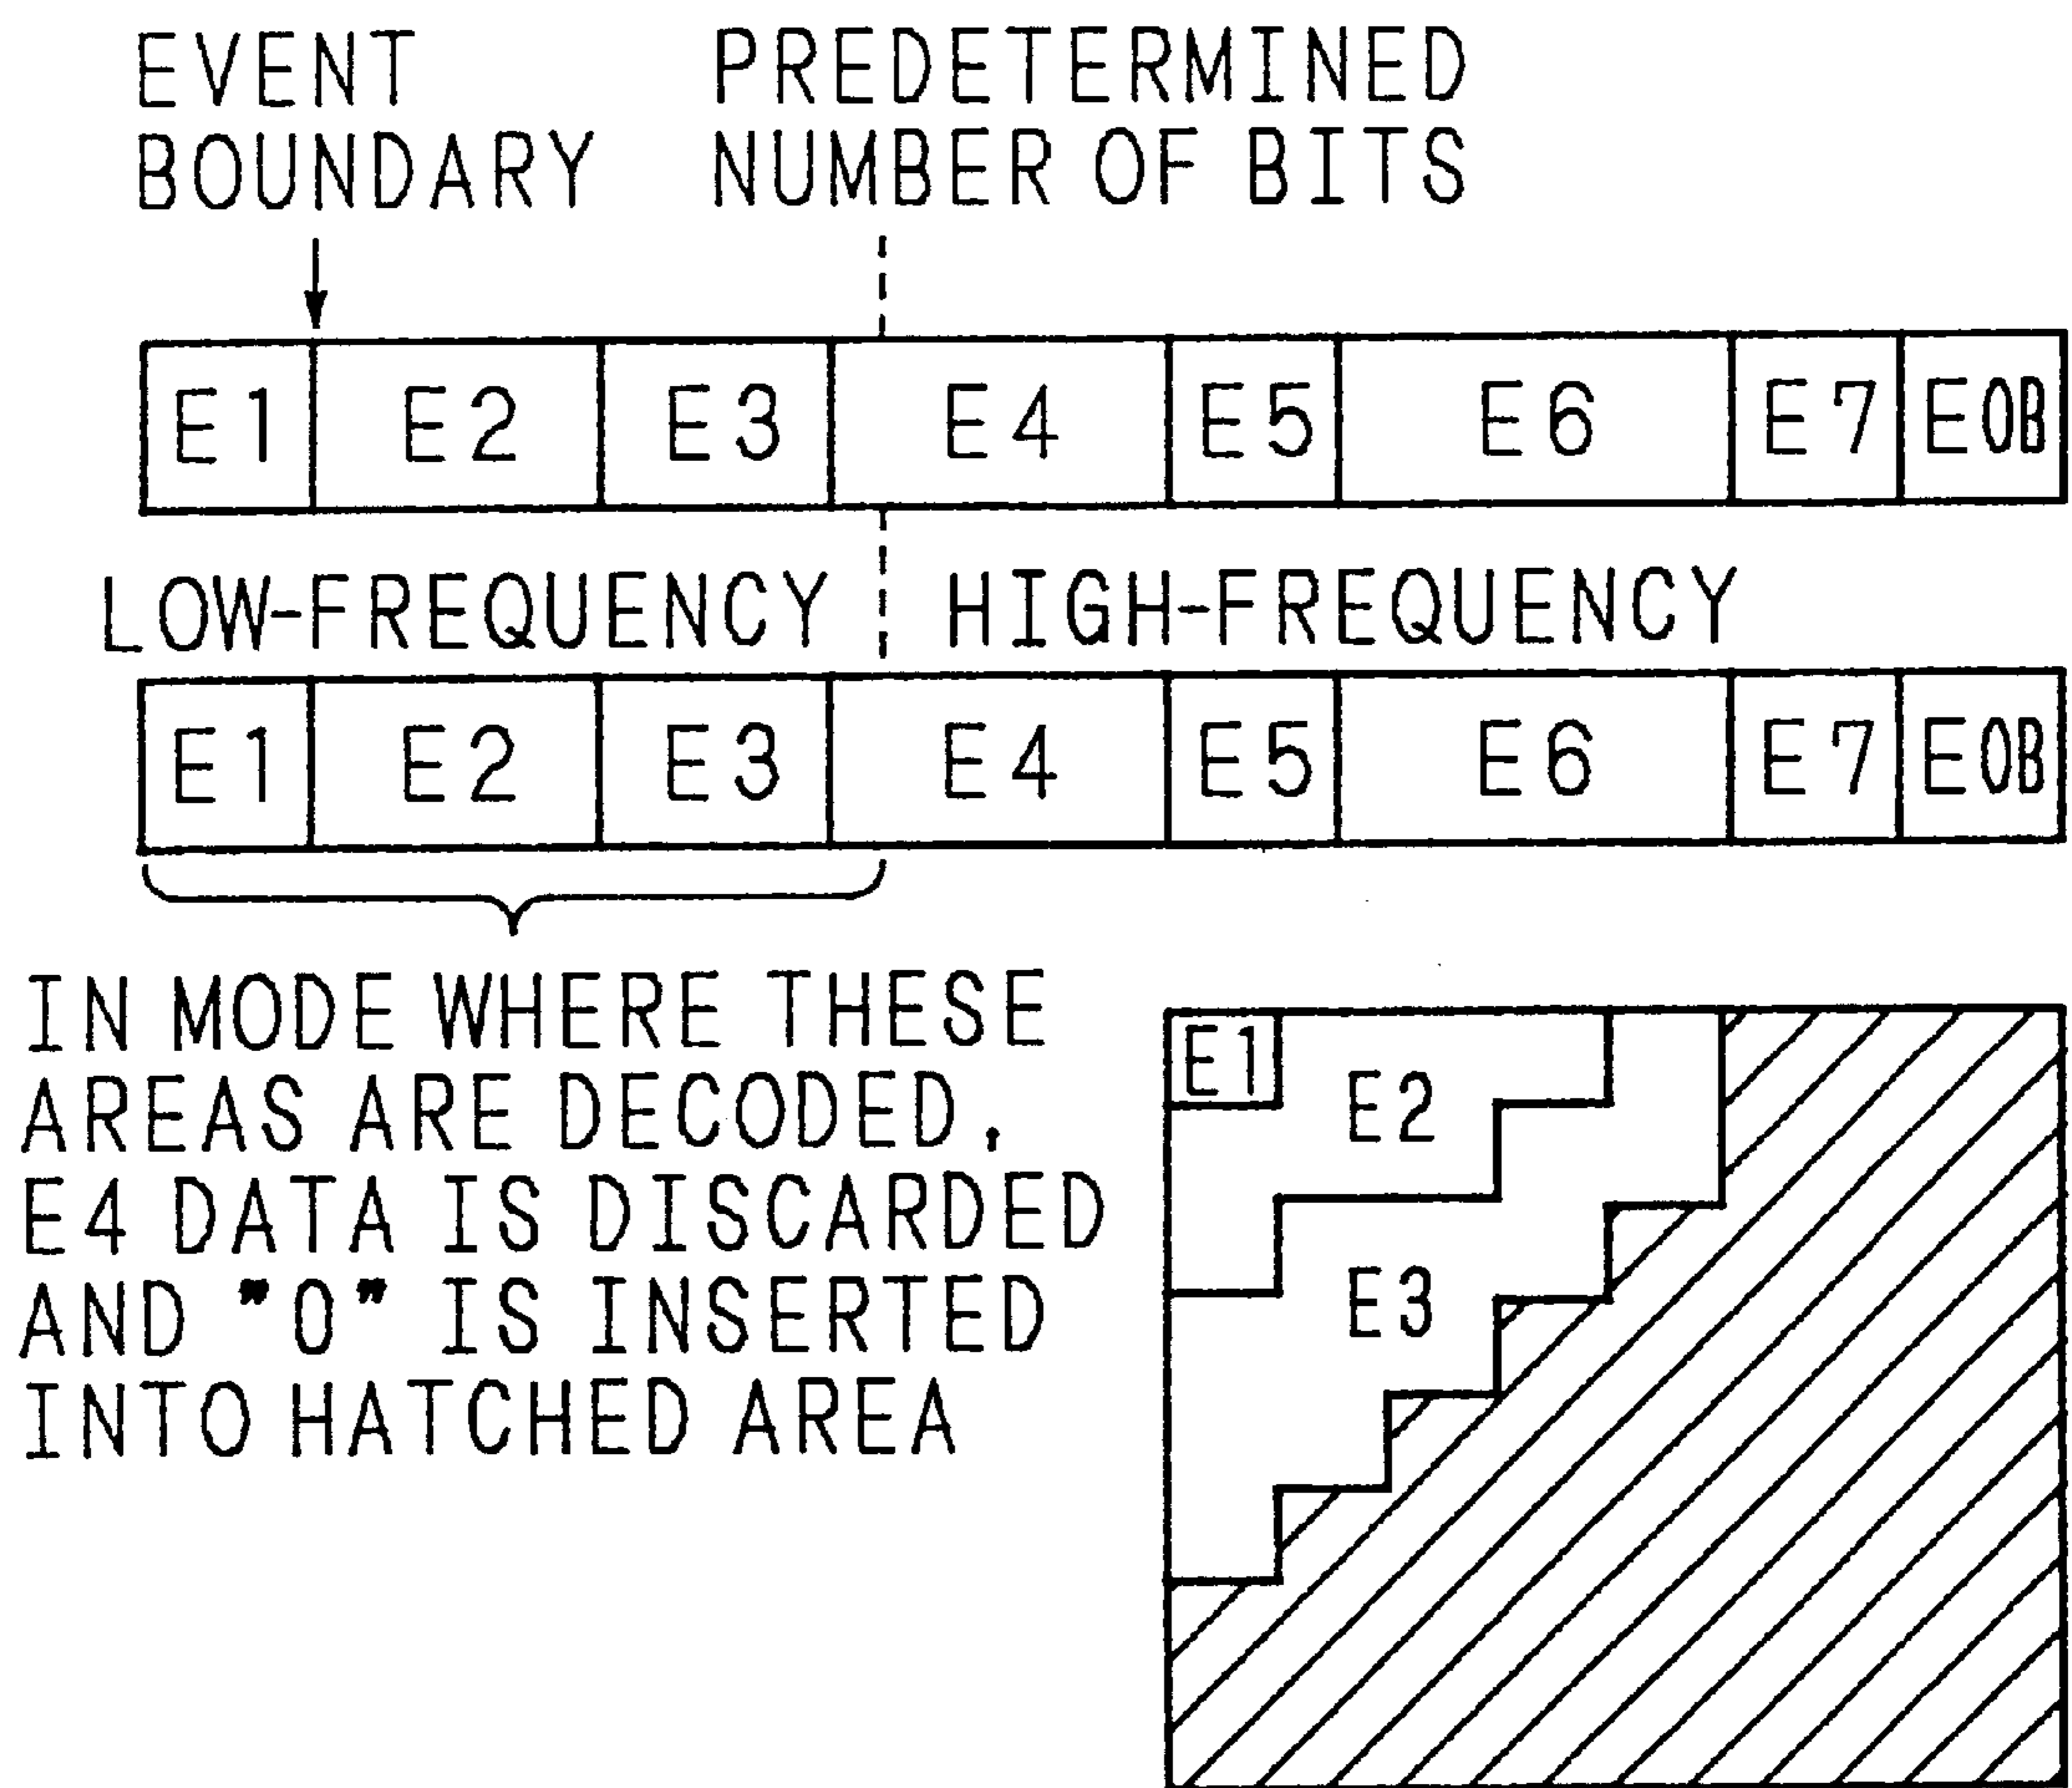 EVENT
BOUNDARY
PREDETERMINED
NUMBER OF BITS
E1 E2 E3 E4 E5 E6 E7 EOB
LOW-FREQUENCY HIGH-FREQUENCY
E1 E2 E3 E4 E5 E6 E7 EOB
IN MODE WHERE THESE
AREAS ARE DECODED,
E4 DATA IS DISCARDED
AND "0" IS INSERTED
INTO HATCHED AREA
E1
E2
E3